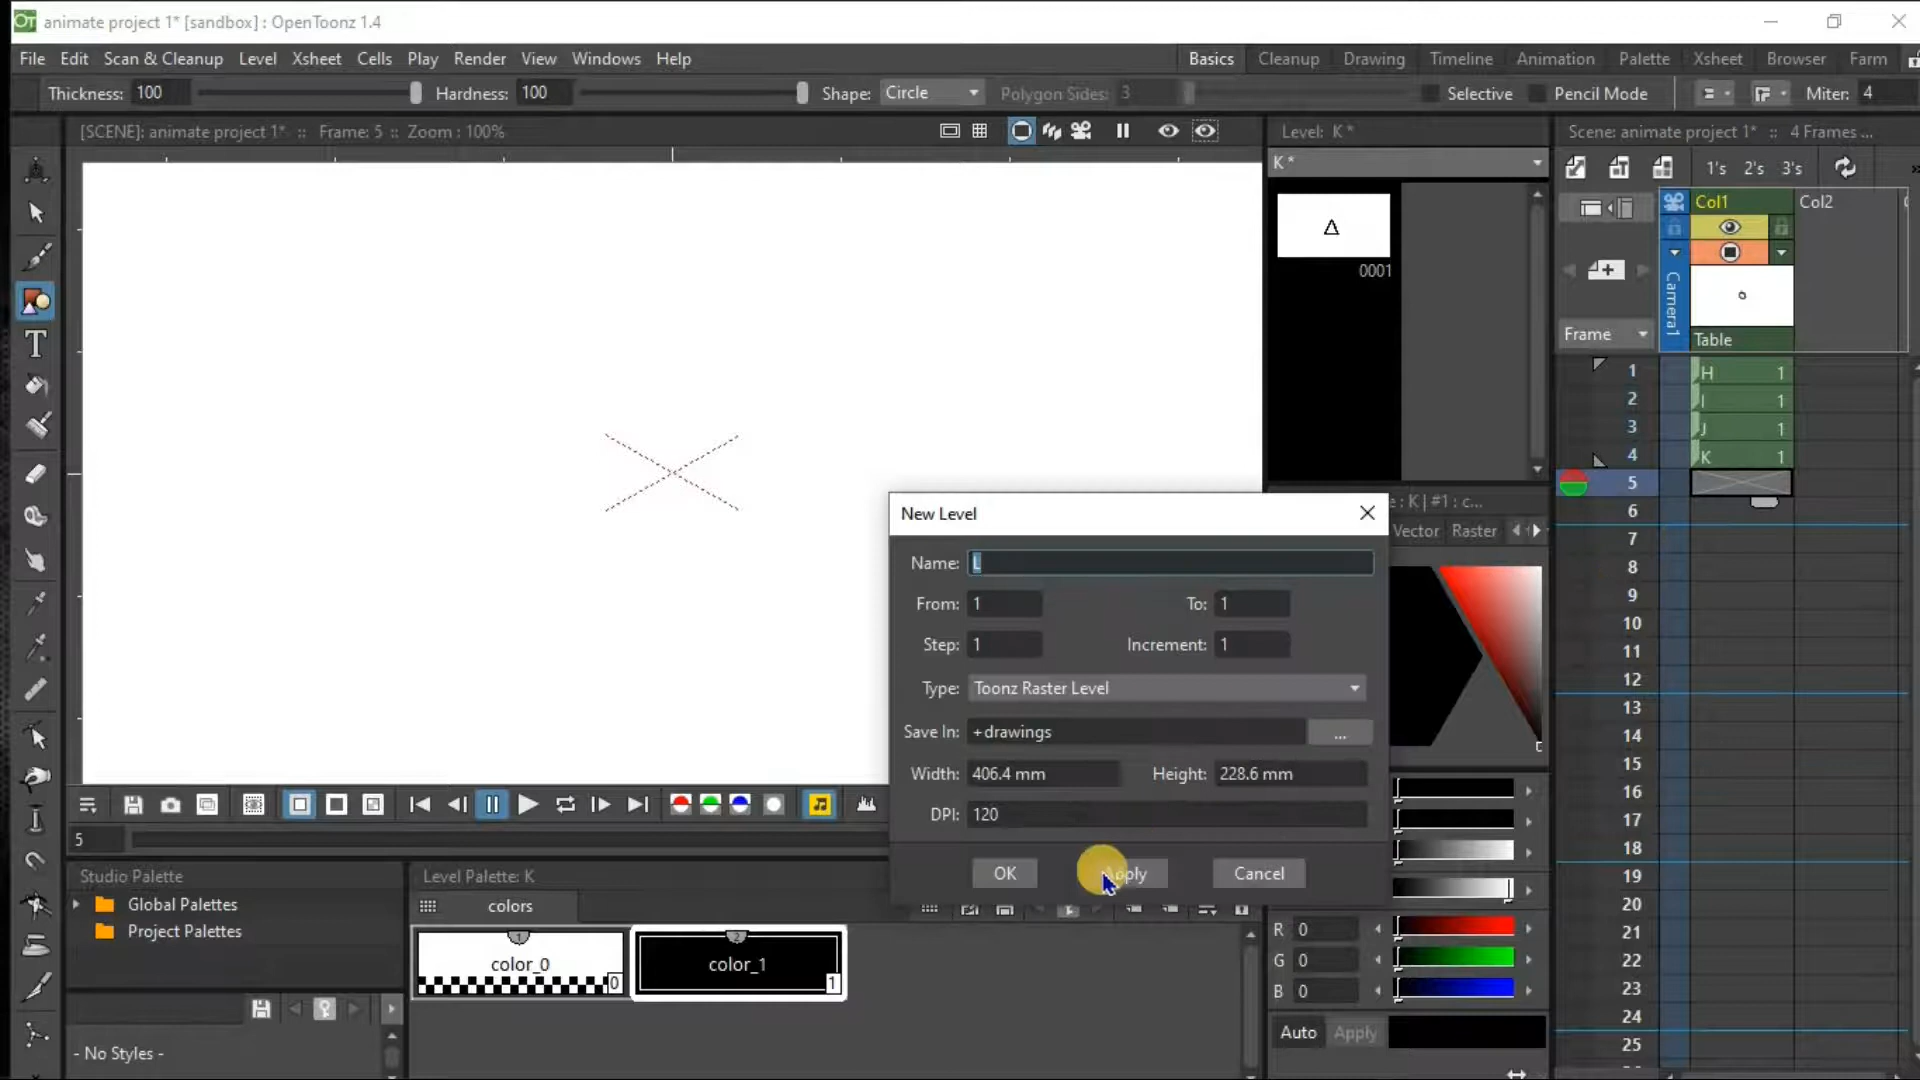 animate project 1* [sandbox] : OpenToonz 1.4
File Edit Scan & Cleanup Level Xsheet Cells Play Render View Windows Help
Basics Cleanup Drawing Timeline Animation Palette Xsheet Browser Farm
Thickness: 100 Hardness: 100 Shape: Circle Polygon Sides: 3 Selective Pencil Mode Miter: 4
[SCENE]: animate project 1* :: Frame: 5 :: Zoom : 100%
Level: K *
Scene: animate project 1* :: 4 Frames ...
K *
1's 2's 3's
Col1 Col2
0001
Camera1
Frame
Table
1 H 1
2 I 1
3 J 1
4 K 1
5
6
7
8
9
10
11
12
13
14
15
16
17
18
19
20
21
22
23
24
25
New Level
Name: L
From: 1 To: 1
Step: 1 Increment: 1
Type: Toonz Raster Level
Save In: +drawings ...
Width: 406.4 mm Height: 228.6 mm
DPI: 120
OK Apply Cancel
: K | #1 : c...
Vector Raster
5
Studio Palette
Global Palettes
Project Palettes
- No Styles -
Level Palette: K
colors
1 color_0 0
2 color_1 1
R 0
G 0
B 0
Auto Apply